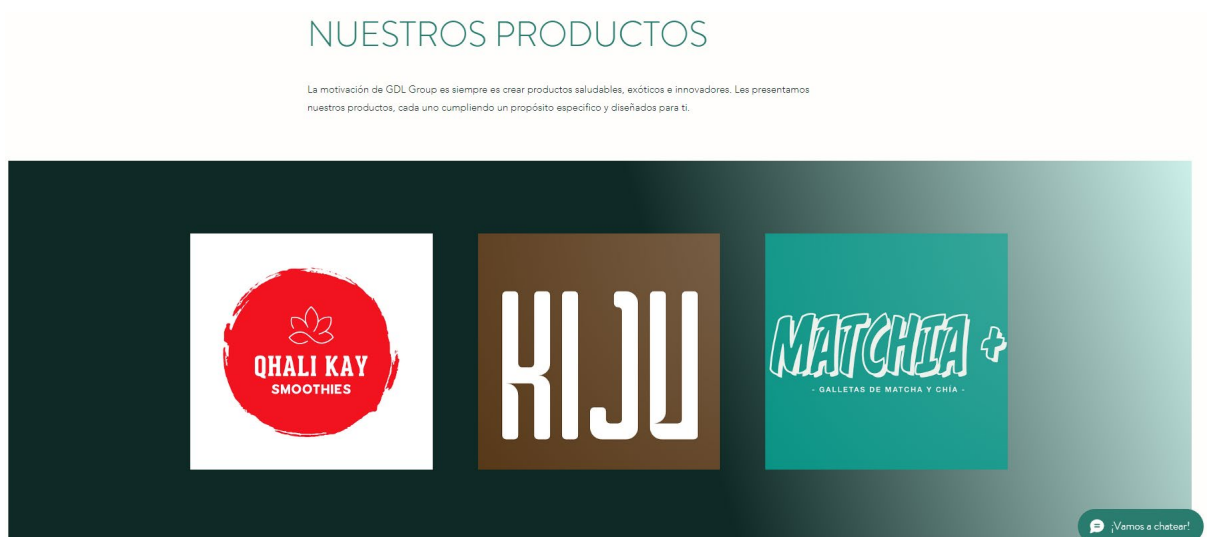 NUESTROS PRODUCTOS
La motivación de GDL Group es siempre es crear productos saludables, exóticos e innovadores. Les presentamos
nuestros productos, cada uno cumpliendo un propósito especifico y diseñados para ti.
QHALI KAY
SMOOTHIES
KIJU
MATCHIA +
- GALLETAS DE MATCHA Y CHÍA -
¡Vamos a chatear!